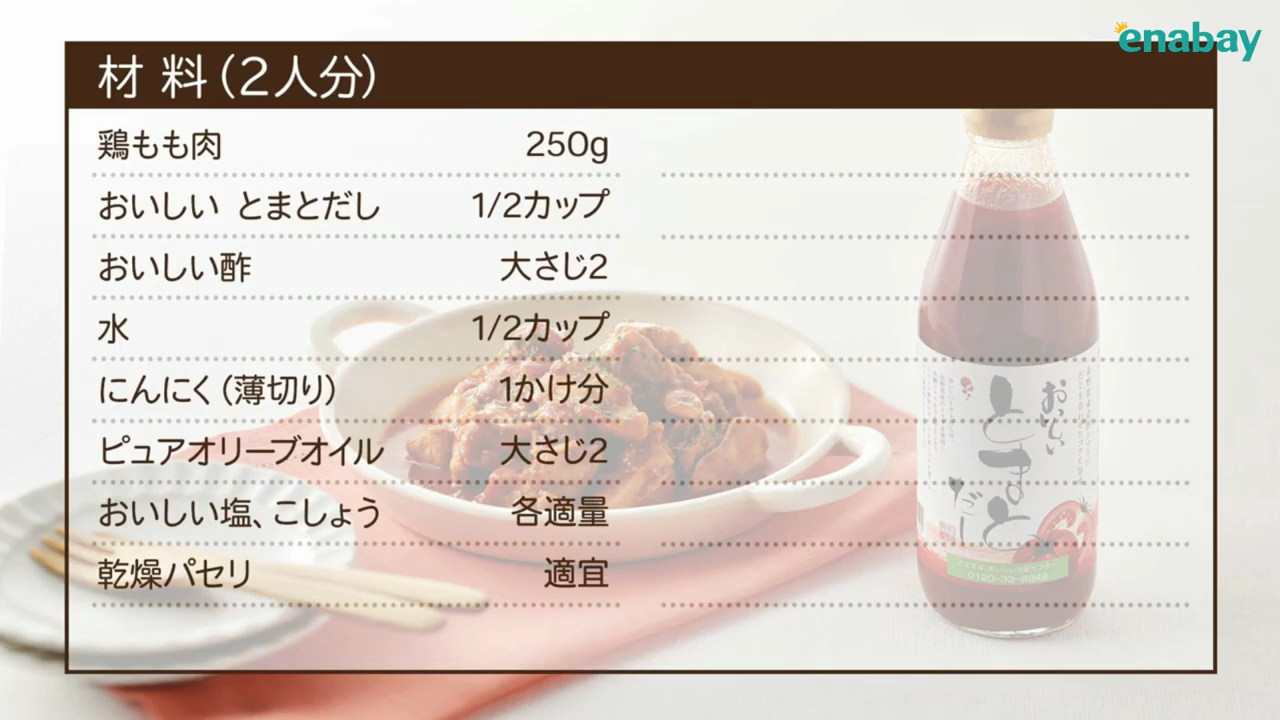 enabay
材 料（2人分）
鶏もも肉 250g
おいしい とまとだし 1/2カップ
おいしい酢 大さじ2
水 1/2カップ
にんにく（薄切り） 1かけ分
ピュアオリーブオイル 大さじ2
おいしい塩、こしょう 各適量
乾燥パセリ 適宜
おいしい
とまと
だし
0120-33-8949